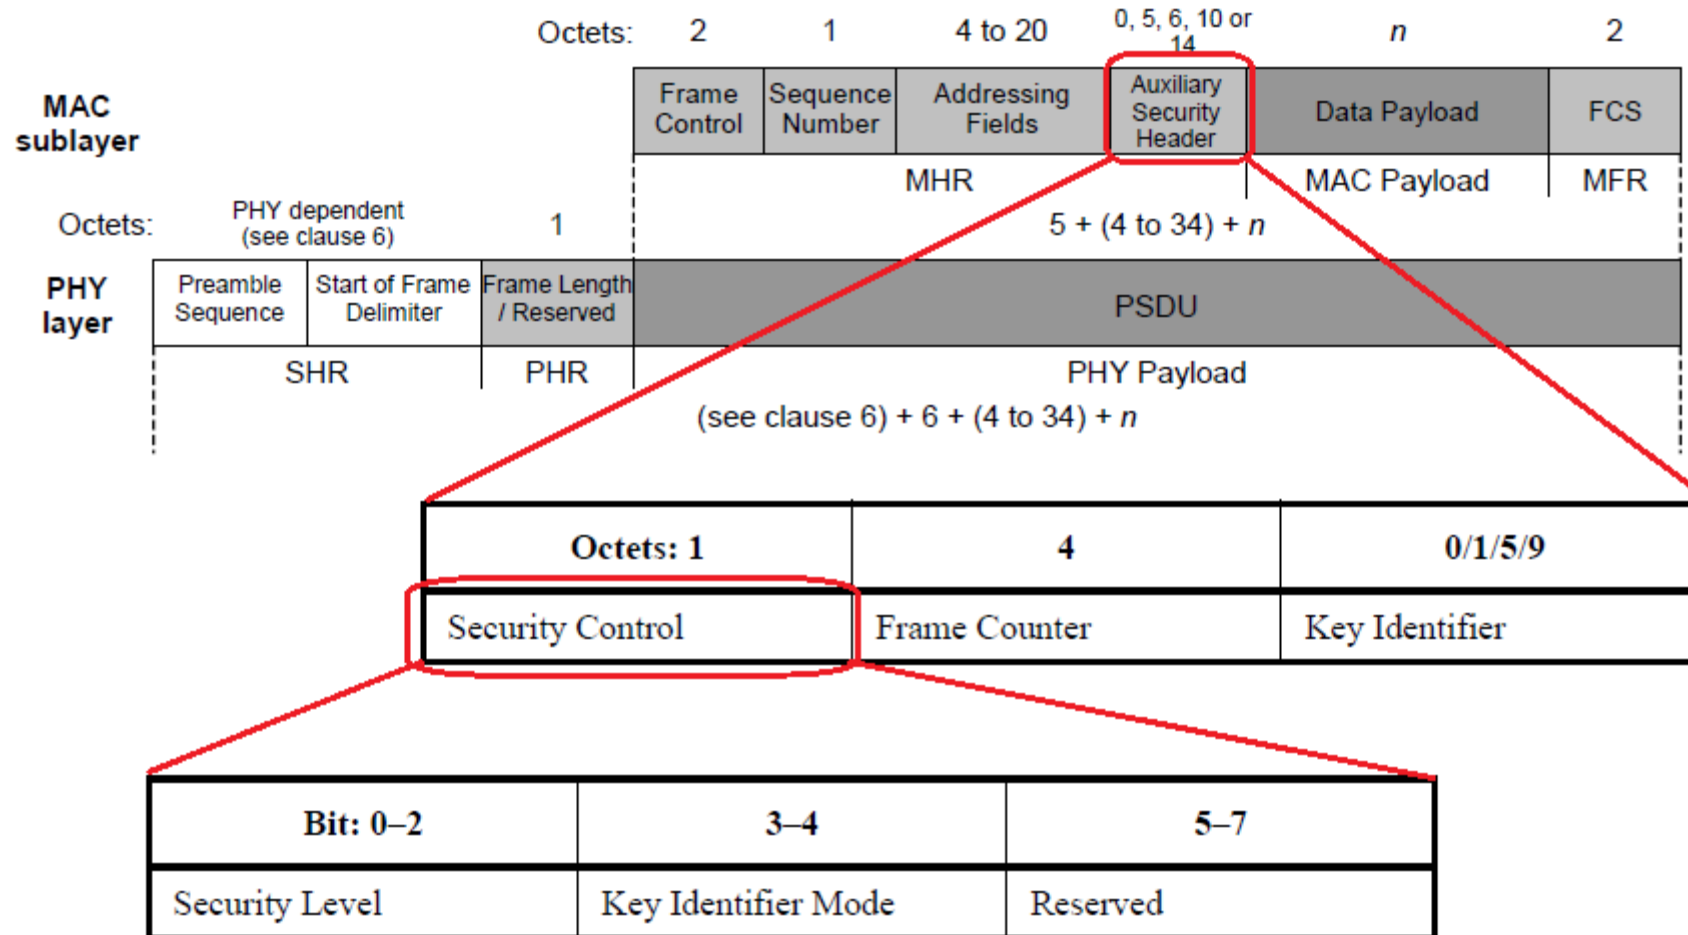 Octets: 2 1 4 to 20 0, 5, 6, 10 or 14 n 2
MAC sublayer
Frame Control
Sequence Number
Addressing Fields
Auxiliary Security Header
Data Payload
FCS
MHR MAC Payload MFR
Octets: PHY dependent (see clause 6) 1 5 + (4 to 34) + n
PHY layer
Preamble Sequence
Start of Frame Delimiter
Frame Length / Reserved
PSDU
SHR PHR PHY Payload
(see clause 6) + 6 + (4 to 34) + n
Octets: 1 4 0/1/5/9
Security Control Frame Counter Key Identifier
Bit: 0–2 3–4 5–7
Security Level Key Identifier Mode Reserved